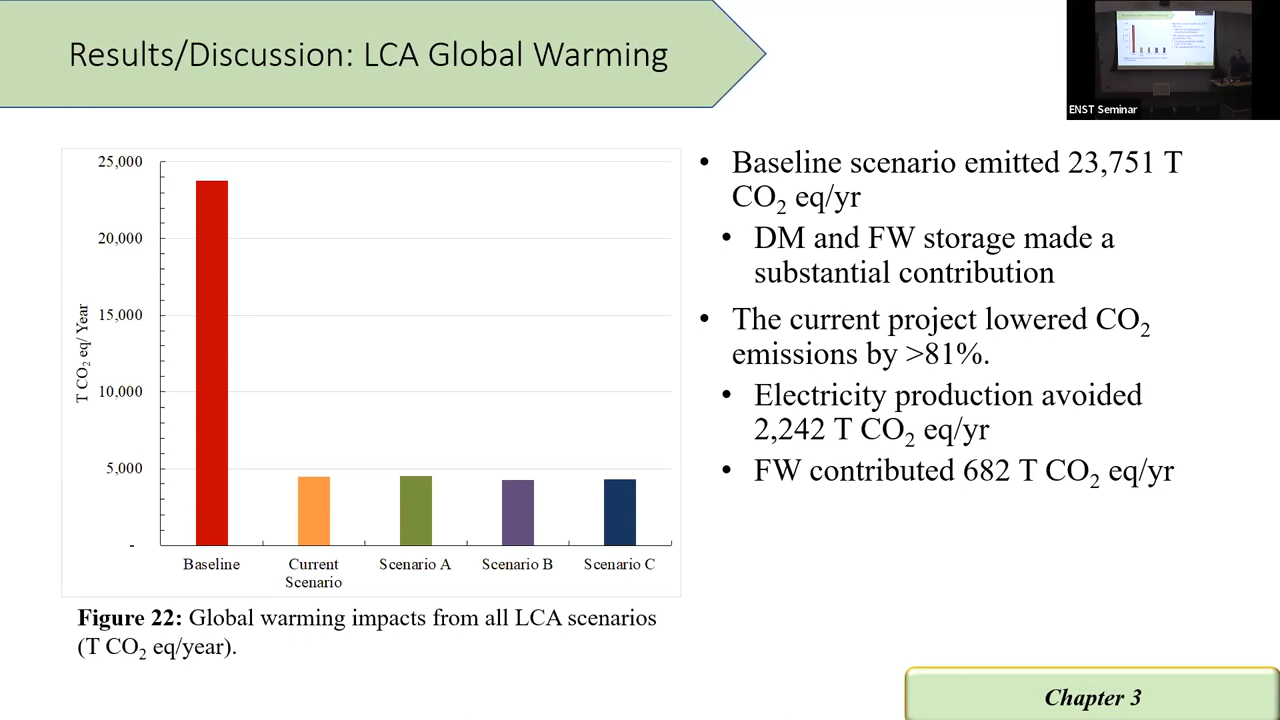 Results/Discussion: LCA Global Warming
ENST Seminar
25,000
20,000
15,000
10,000
5,000
-
T CO₂ eq/ Year
Baseline
Current
Scenario
Scenario A
Scenario B
Scenario C
Figure 22: Global warming impacts from all LCA scenarios
(T CO₂ eq/year).
• Baseline scenario emitted 23,751 T
CO₂ eq/yr
• DM and FW storage made a
substantial contribution
• The current project lowered CO₂
emissions by >81%.
• Electricity production avoided
2,242 T CO₂ eq/yr
• FW contributed 682 T CO₂ eq/yr
Chapter 3